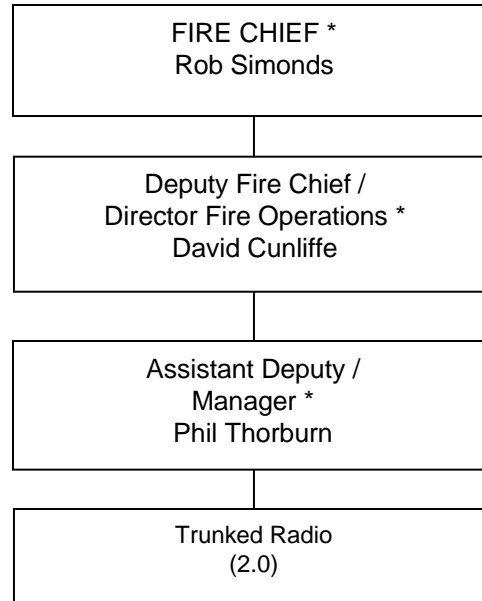 FIRE CHIEF *
Rob Simonds
Deputy Fire Chief /
Director Fire Operations *
David Cunliffe
Assistant Deputy /
Manager *
Phil Thorburn
Trunked Radio
(2.0)